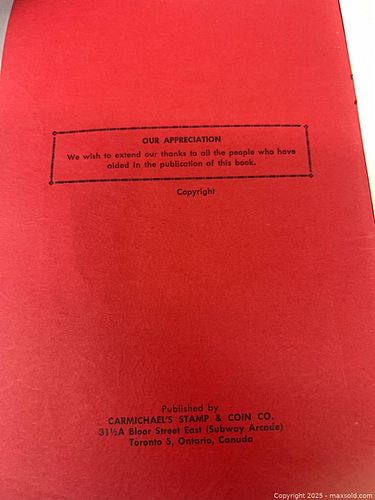 OUR APPRECIATION
We wish to extend our thanks to all the people who have
aided in the publication of this book.
Copyright
Published by
CARMICHAEL'S STAMP & COIN CO.
31½A Bloor Street East (Subway Arcade)
Toronto 5, Ontario, Canada
Copyright 2025 - maxsold.com